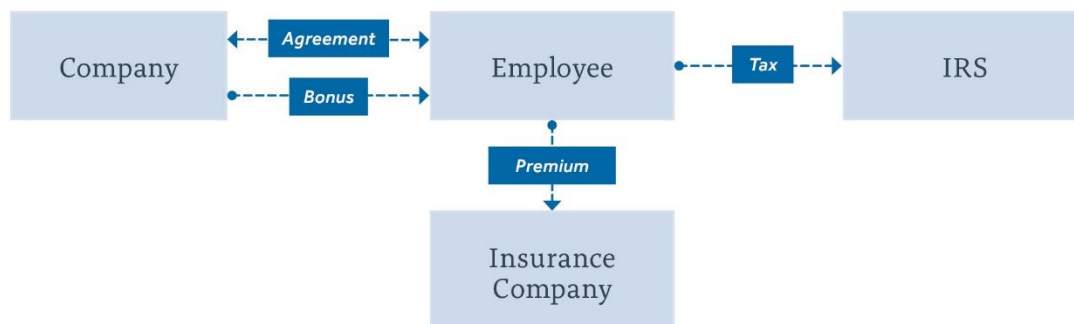 Agreement
Company
Employee
Tax
IRS
Bonus
Premium
Insurance
Company